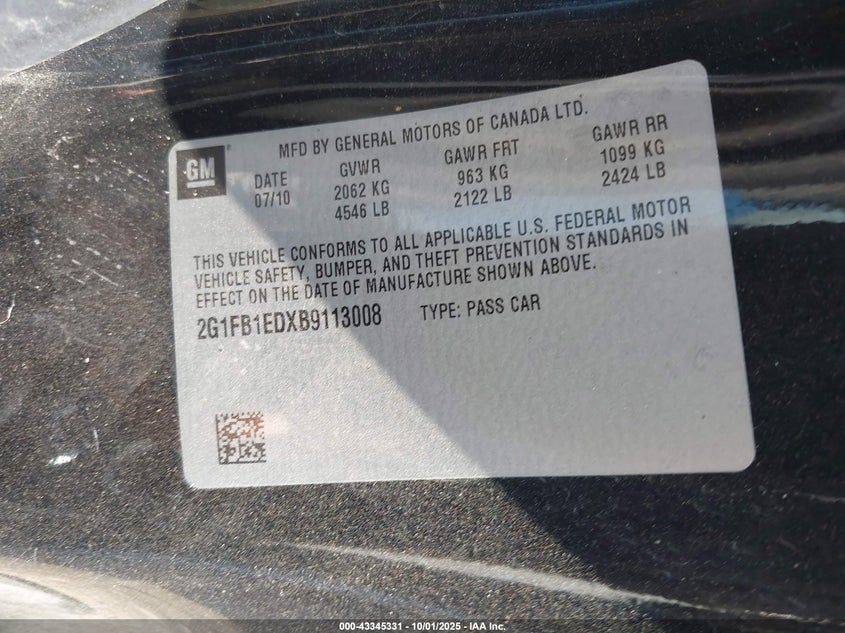 MFD BY GENERAL MOTORS OF CANADA LTD.
GM
DATE GVWR GAWR FRT GAWR RR
07/10 2062 KG 963 KG 1099 KG
4546 LB 2122 LB 2424 LB
THIS VEHICLE CONFORMS TO ALL APPLICABLE U.S. FEDERAL MOTOR
VEHICLE SAFETY, BUMPER, AND THEFT PREVENTION STANDARDS IN
EFFECT ON THE DATE OF MANUFACTURE SHOWN ABOVE.
2G1FB1EDXB9113008 TYPE: PASS CAR
000-43345331 - 10/01/2025 - IAA Inc.